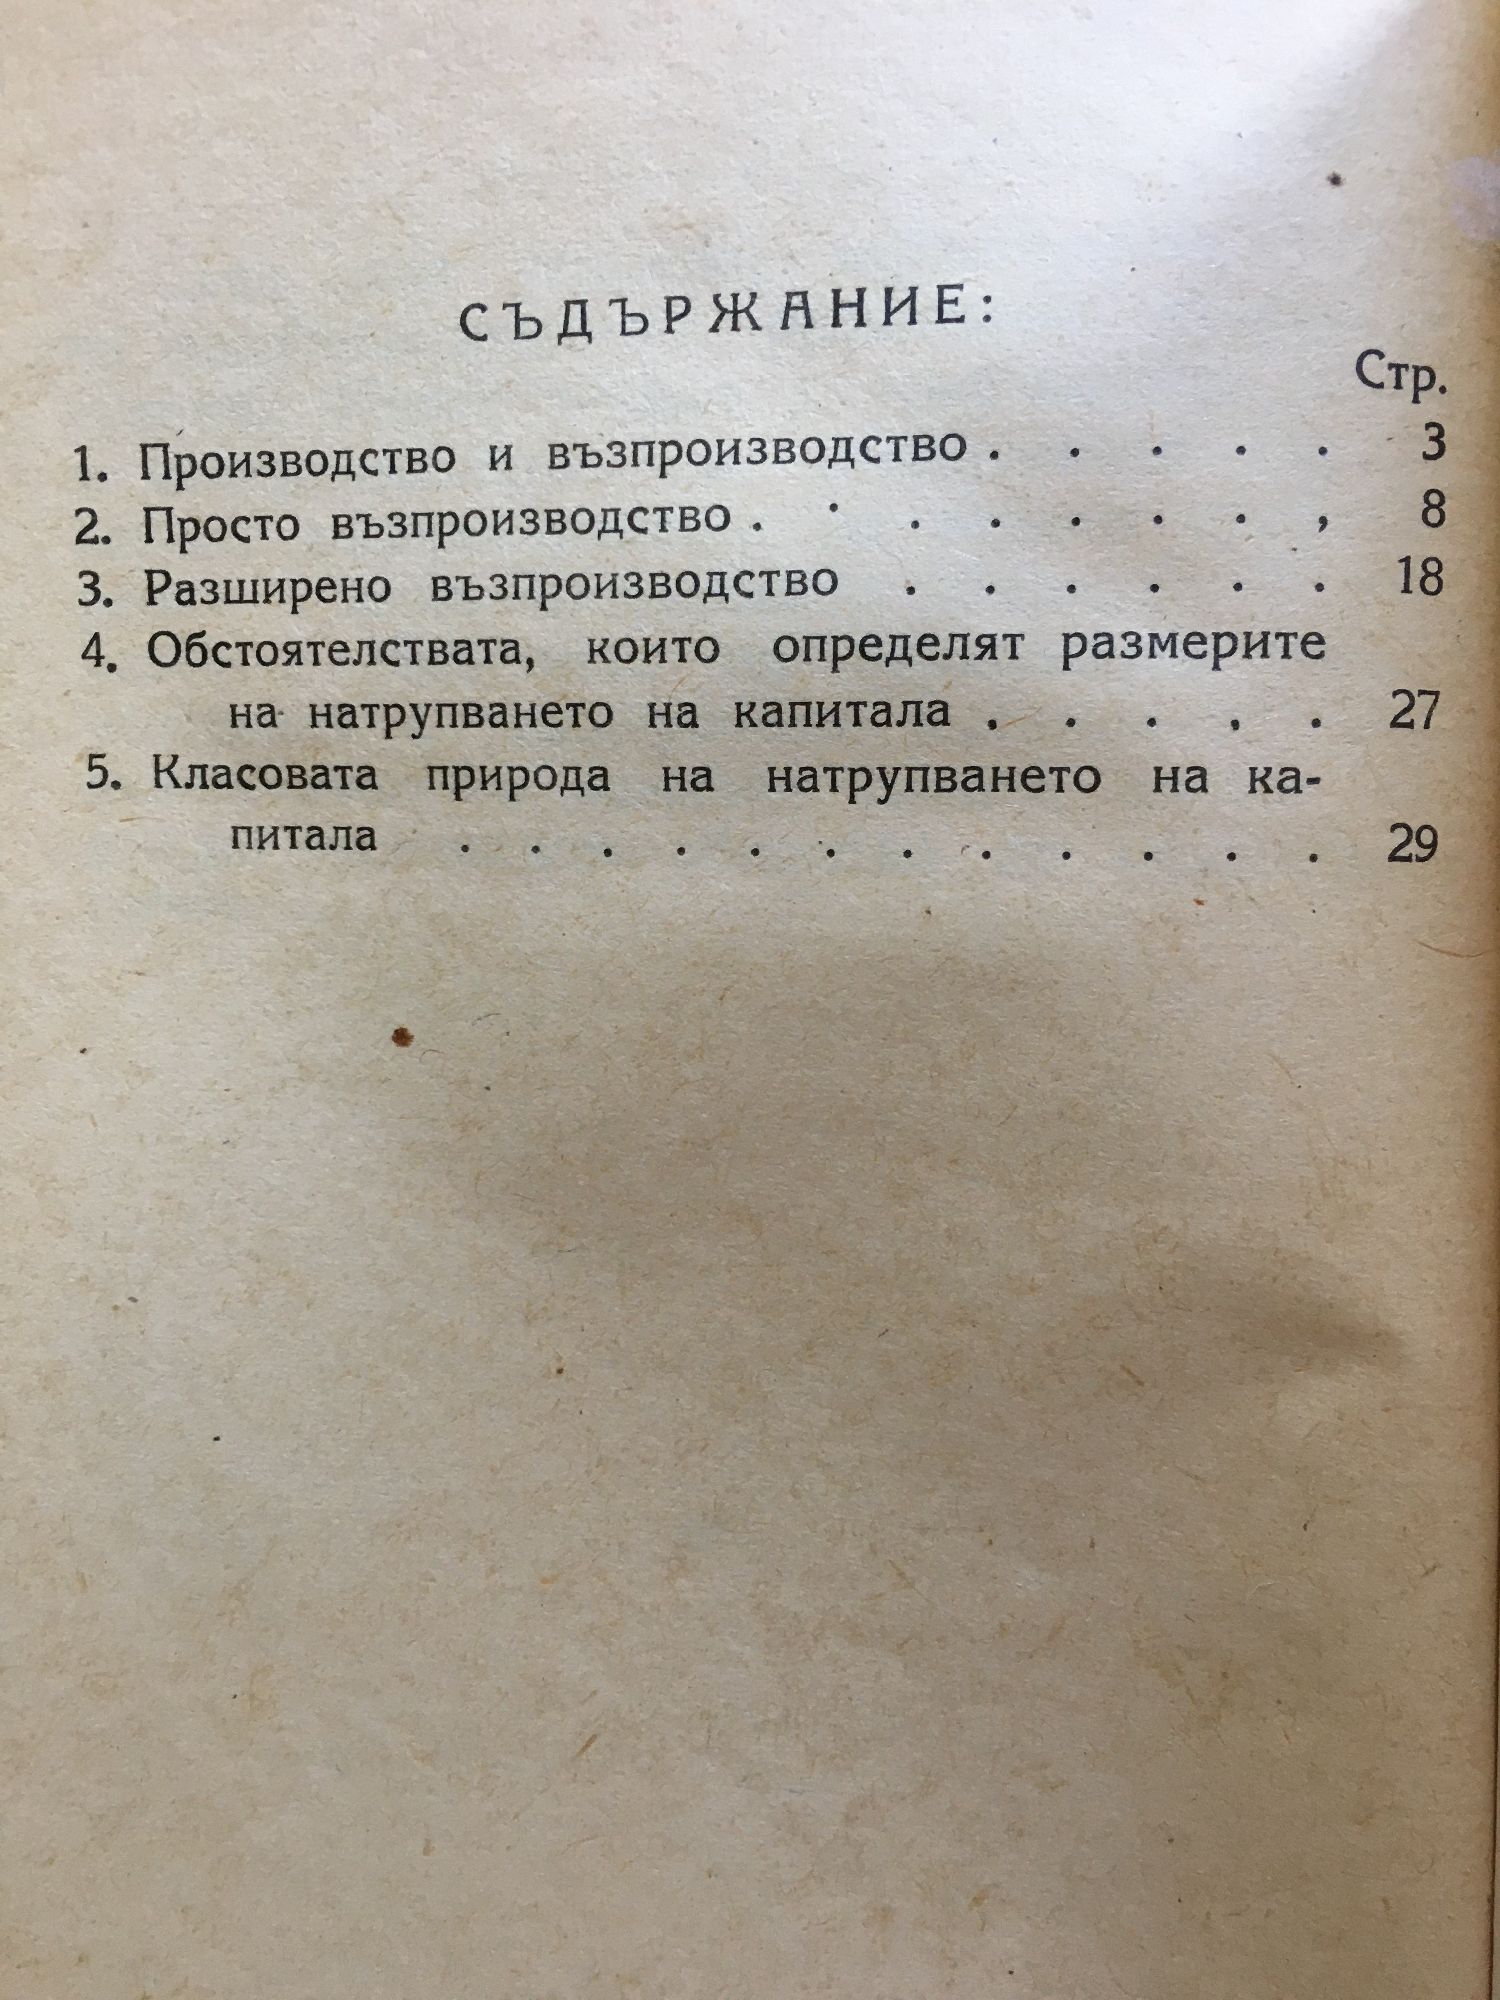 СЪДЪРЖАНИЕ:
Стр.
1. Производство и възпроизводство . . . . . 3
2. Просто възпроизводство . . . . . . . , 8
3. Разширено възпроизводство . . . . . . 18
4. Обстоятелствата, които определят размерите
на натрупването на капитала . . . . . 27
5. Класовата природа на натрупването на ка-
питала . . . . . . . . . . . . 29